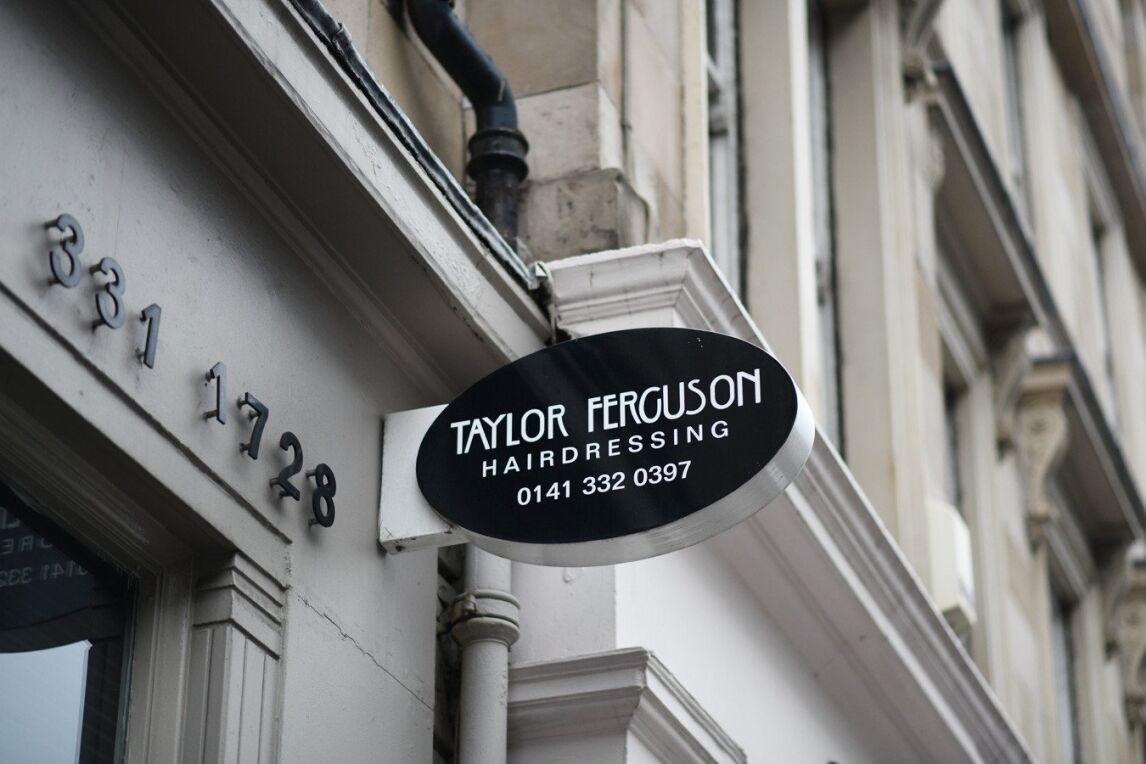 331 1728
TAYLOR FERGUSON
HAIRDRESSING
0141 332 0397